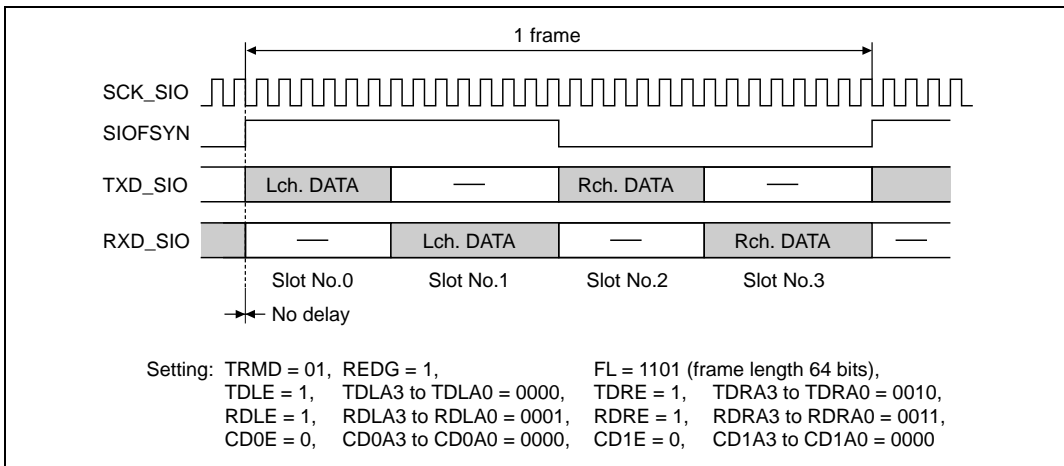 1 frame
SCK_SIO
SIOFSYN
TXD_SIO Lch. DATA — Rch. DATA —
RXD_SIO — Lch. DATA — Rch. DATA —
Slot No.0 Slot No.1 Slot No.2 Slot No.3
No delay
Setting: TRMD = 01, REDG = 1, FL = 1101 (frame length 64 bits),
TDLE = 1, TDLA3 to TDLA0 = 0000, TDRE = 1, TDRA3 to TDRA0 = 0010,
RDLE = 1, RDLA3 to RDLA0 = 0001, RDRE = 1, RDRA3 to RDRA0 = 0011,
CD0E = 0, CD0A3 to CD0A0 = 0000, CD1E = 0, CD1A3 to CD1A0 = 0000